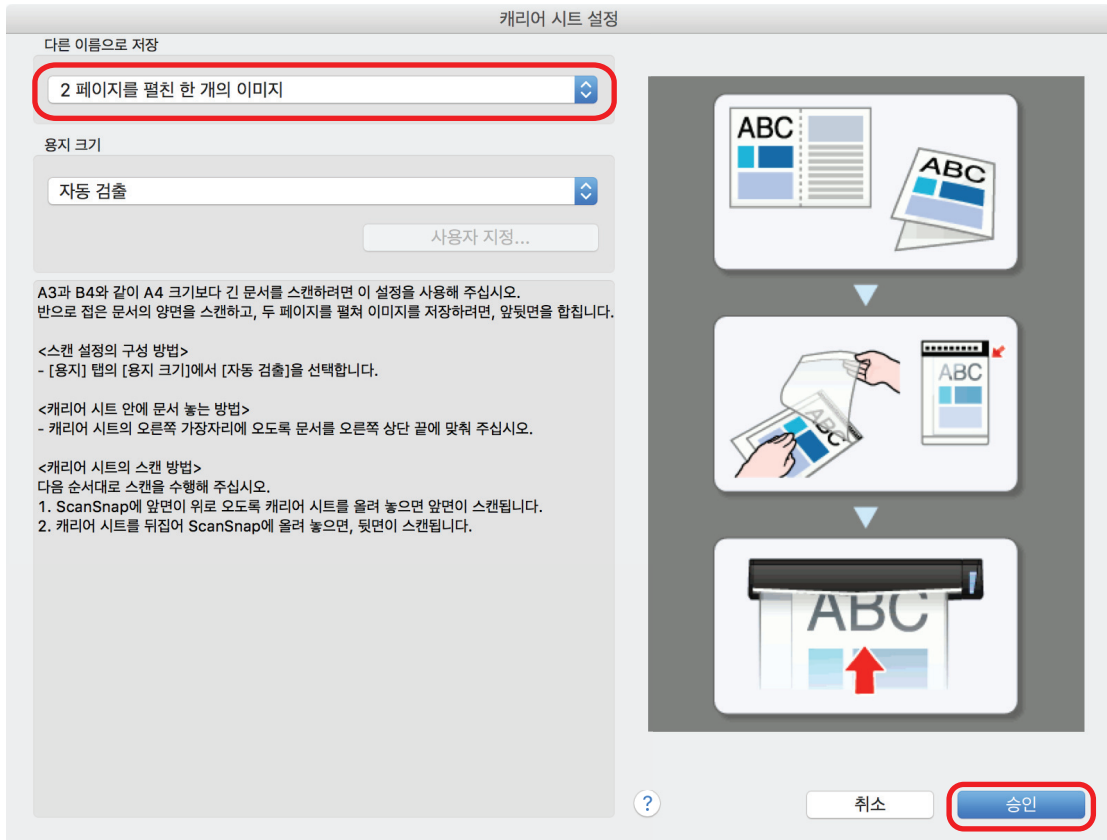 캐리어 시트 설정
다른 이름으로 저장
2 페이지를 펼친 한 개의 이미지
용지 크기
자동 검출
사용자 지정...
A3과 B4와 같이 A4 크기보다 긴 문서를 스캔하려면 이 설정을 사용해 주십시오.
반으로 접은 문서의 양면을 스캔하고, 두 페이지를 펼쳐 이미지를 저장하려면, 앞뒷면을 합칩니다.
<스캔 설정의 구성 방법>
- [용지] 탭의 [용지 크기]에서 [자동 검출]을 선택합니다.
<캐리어 시트 안에 문서 놓는 방법>
- 캐리어 시트의 오른쪽 가장자리에 오도록 문서를 오른쪽 상단 끝에 맞춰 주십시오.
<캐리어 시트의 스캔 방법>
다음 순서대로 스캔을 수행해 주십시오.
1. ScanSnap에 앞면이 위로 오도록 캐리어 시트를 올려 놓으면 앞면이 스캔됩니다.
2. 캐리어 시트를 뒤집어 ScanSnap에 올려 놓으면, 뒷면이 스캔됩니다.
ABC
ABC
ABC
ABC
ABC
?
취소
승인